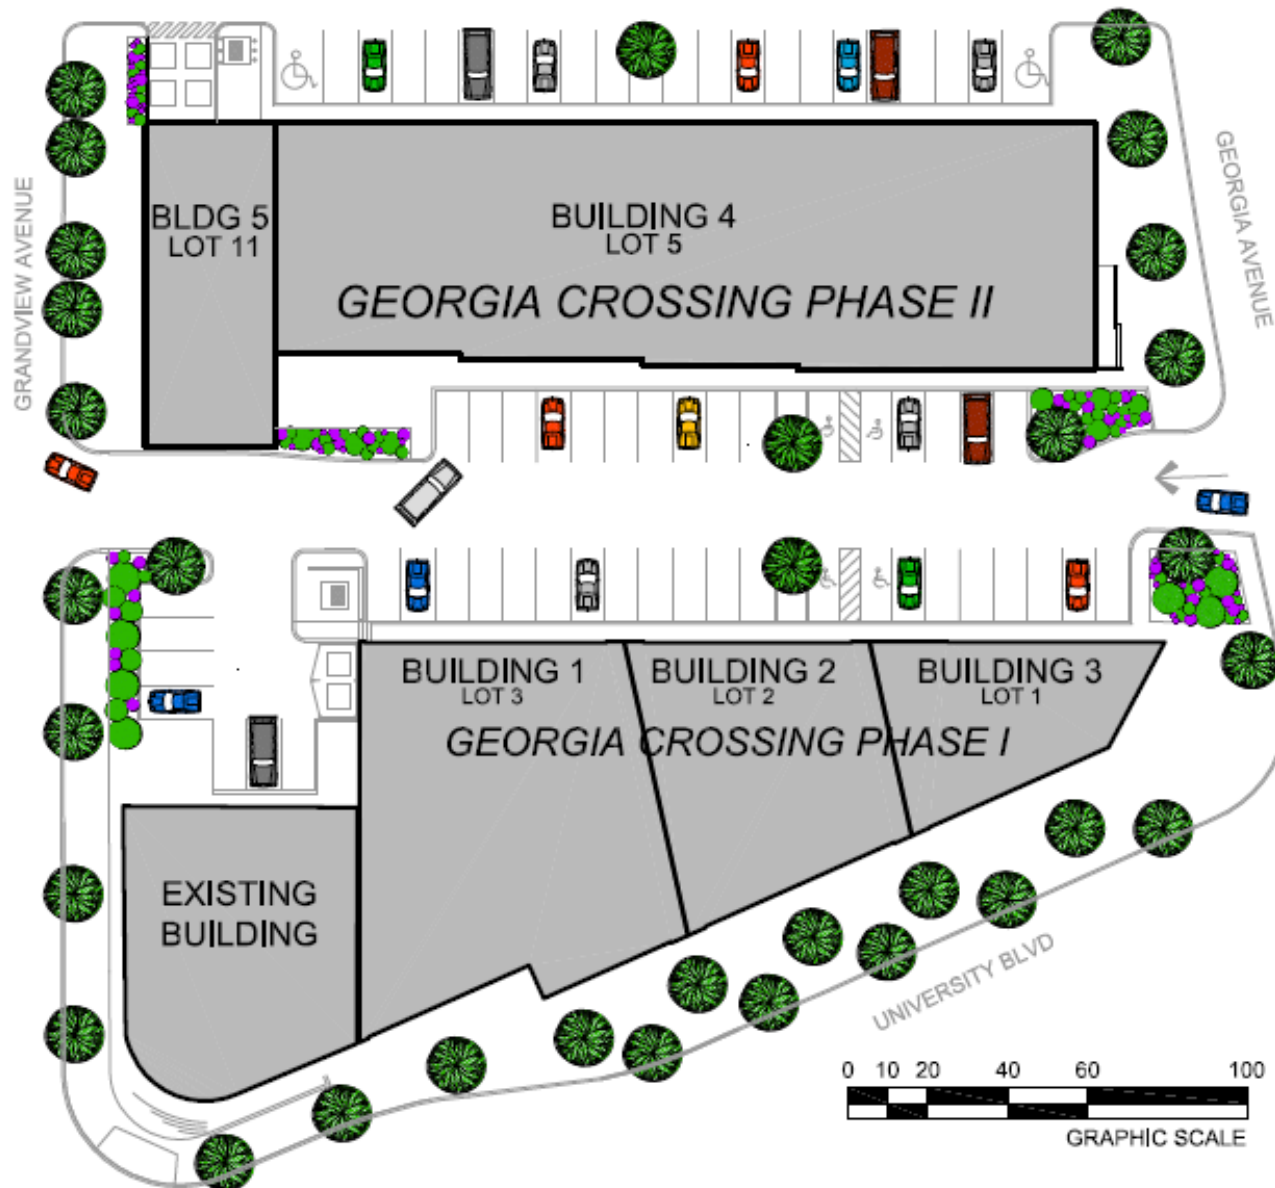 GRANDVIEW AVENUE
GEORGIA AVENUE
BLDG 5
LOT 11
BUILDING 4
LOT 5
GEORGIA CROSSING PHASE II
BUILDING 1
LOT 3
BUILDING 2
LOT 2
BUILDING 3
LOT 1
GEORGIA CROSSING PHASE I
EXISTING
BUILDING
UNIVERSITY BLVD
0 10 20 40 60 100
GRAPHIC SCALE